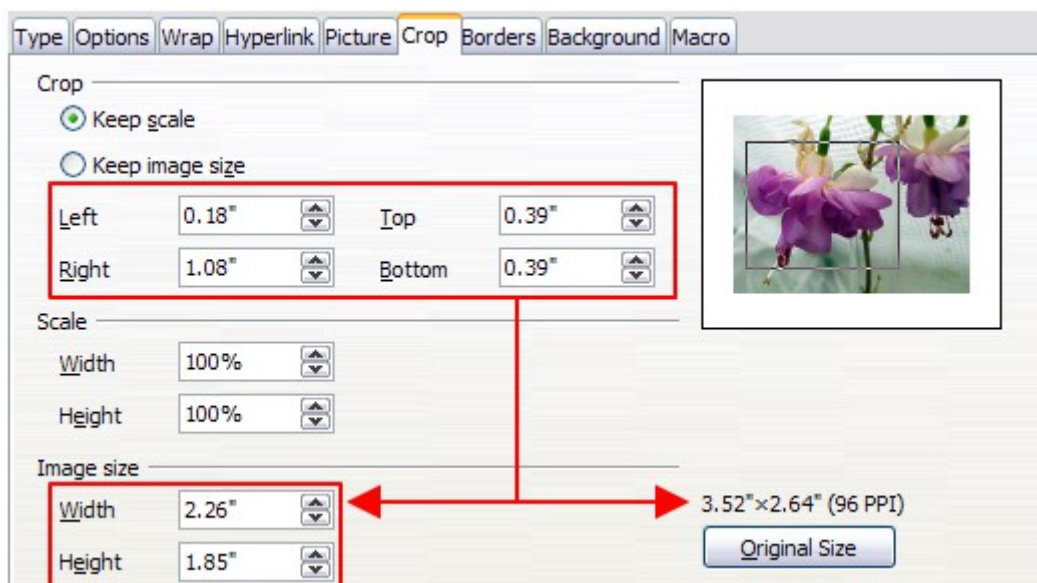 Type Options Wrap Hyperlink Picture Crop Borders Background Macro
Crop
Keep scale
Keep image size
Left 0.18" Top 0.39"
Right 1.08" Bottom 0.39"
Scale
Width 100%
Height 100%
Image size
Width 2.26" 3.52"×2.64" (96 PPI)
Height 1.85" Original Size